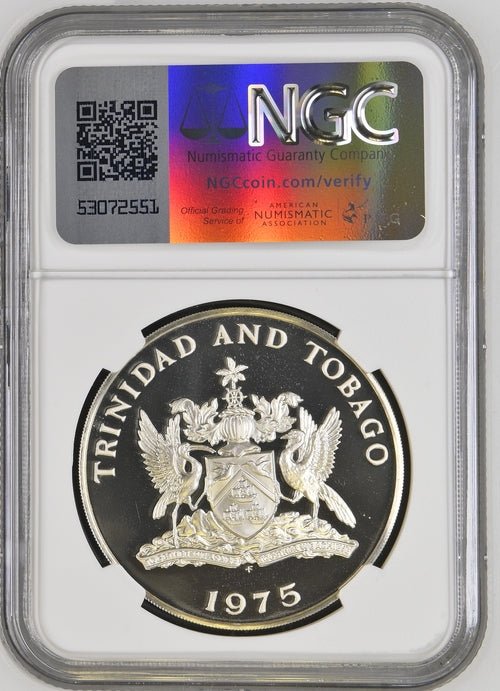 NGC
Numismatic Guaranty Company
NGCcoin.com/verify
53072551
Official Grading
Service of
AMERICAN
NUMISMATIC
ASSOCIATION
TRINIDAD AND TOBAGO
1975